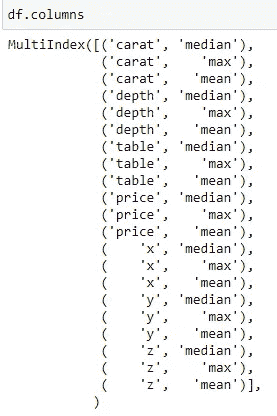 df.columns
MultiIndex([('carat', 'median'),
            ('carat',    'max'),
            ('carat',   'mean'),
            ('depth', 'median'),
            ('depth',    'max'),
            ('depth',   'mean'),
            ('table', 'median'),
            ('table',    'max'),
            ('table',   'mean'),
            ('price', 'median'),
            ('price',    'max'),
            ('price',   'mean'),
            (    'x', 'median'),
            (    'x',    'max'),
            (    'x',   'mean'),
            (    'y', 'median'),
            (    'y',    'max'),
            (    'y',   'mean'),
            (    'z', 'median'),
            (    'z',    'max'),
            (    'z',   'mean')],
           )